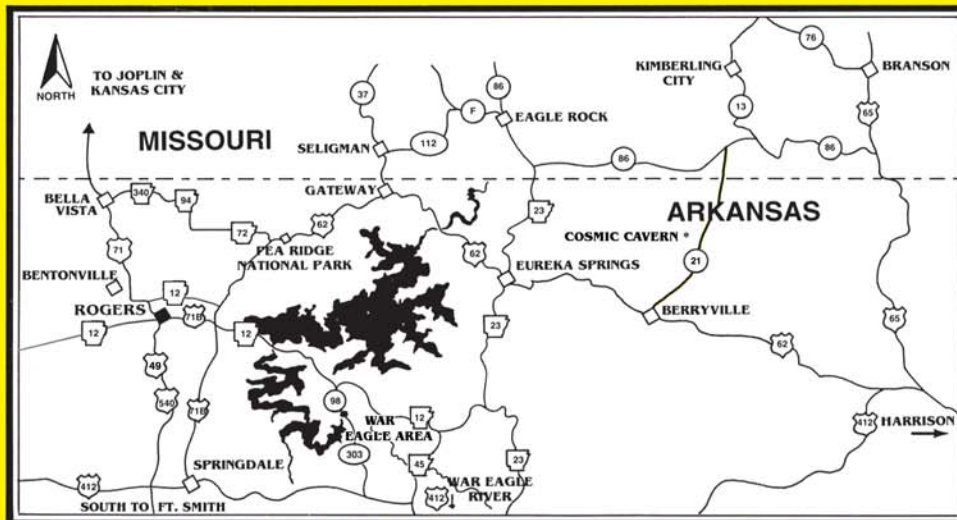 76
KIMBERLING
CITY
BRANSON
TO JOPLIN &
KANSAS CITY
NORTH
37
86
F
EAGLE ROCK
13
65
MISSOURI
SELIGMAN
112
86
86
GATEWAY
BELLA
VISTA
340
94
62
23
ARKANSAS
72
PEA RIDGE
NATIONAL PARK
COSMIC CAVERN *
71
62
21
BENTONVILLE
EUREKA SPRINGS
12
ROGERS
71B
BERRYVILLE
65
12
12
23
62
49
540
71B
98
WAR
EAGLE AREA
12
412
HARRISON
303
45
23
SPRINGDALE
WAR EAGLE
RIVER
412
412
SOUTH TO FT. SMITH